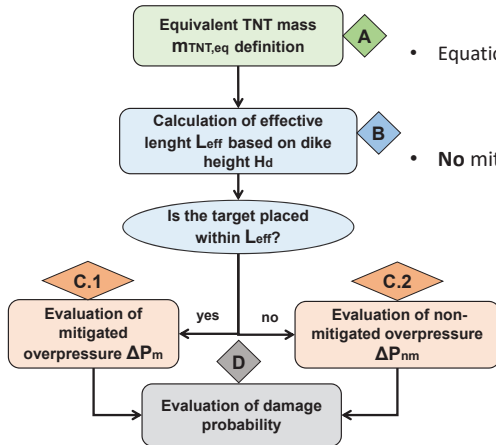 Equivalent TNT mass
mTNT,eq definition
A
• Equatio
Calculation of effective
lenght Leff based on dike
height Hd
B
• No mit
Is the target placed
within Leff?
C.1
C.2
yes
no
Evaluation of
mitigated
overpressure ΔPm
Evaluation of non-
mitigated overpressure
ΔPnm
D
Evaluation of damage
probability